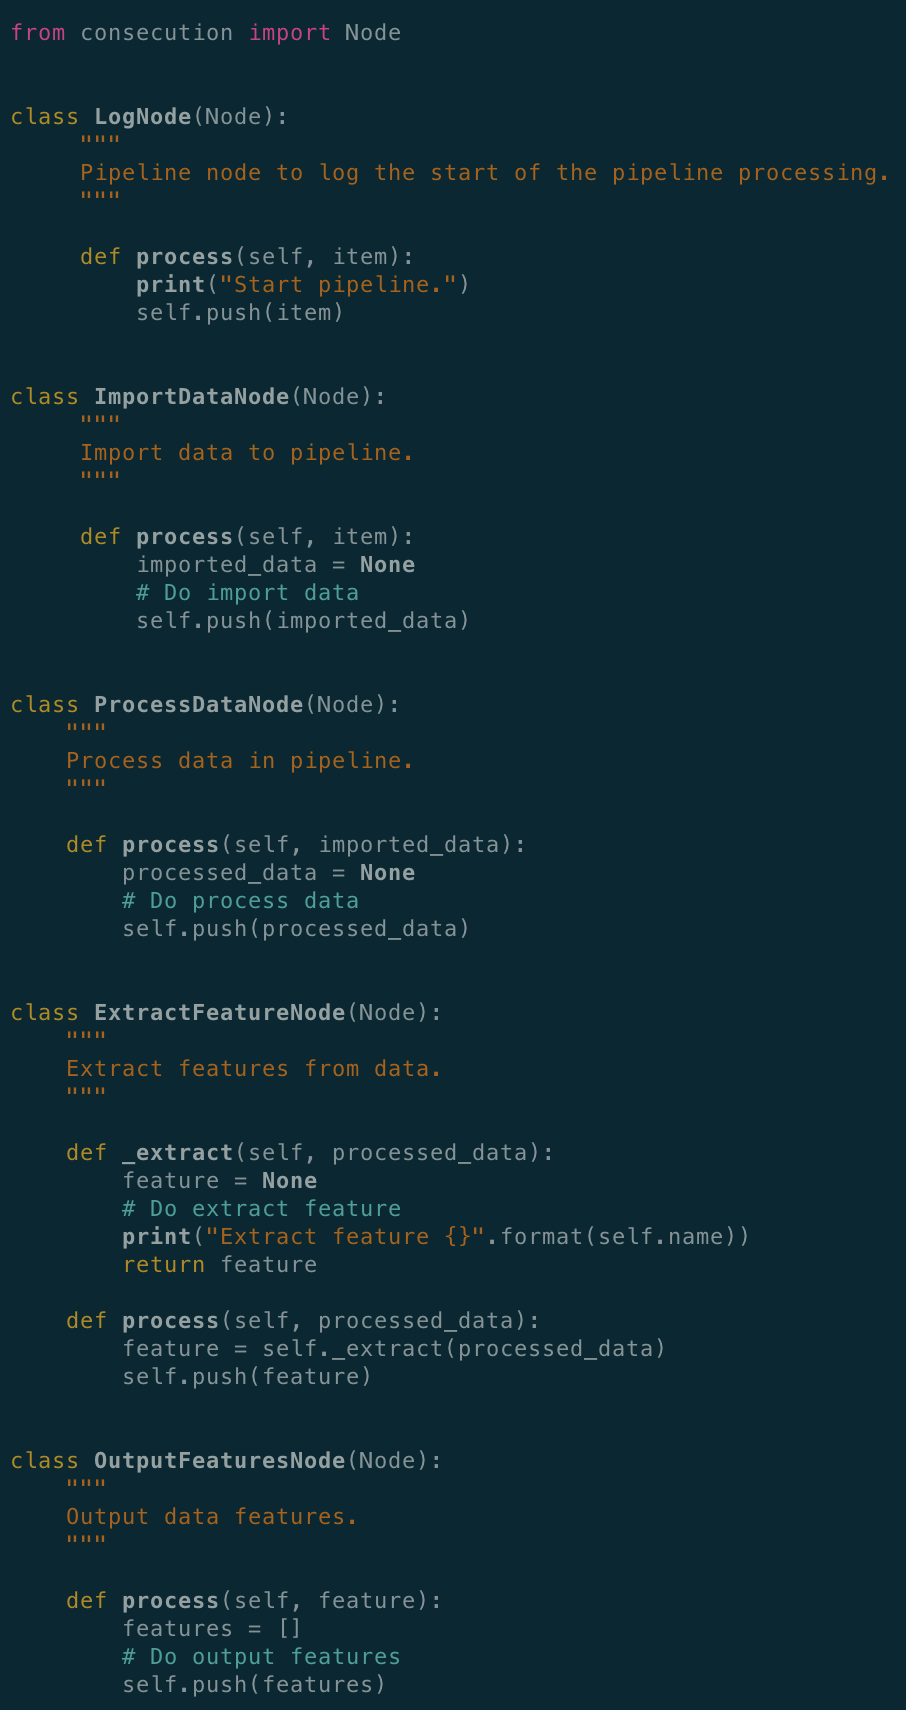 from consecution import Node
class LogNode(Node):
     """
     Pipeline node to log the start of the pipeline processing.
     """
     def process(self, item):
         print("Start pipeline.")
         self.push(item)
class ImportDataNode(Node):
     """
     Import data to pipeline.
     """
     def process(self, item):
         imported_data = None
         # Do import data
         self.push(imported_data)
class ProcessDataNode(Node):
    """
    Process data in pipeline.
    """
    def process(self, imported_data):
        processed_data = None
        # Do process data
        self.push(processed_data)
class ExtractFeatureNode(Node):
    """
    Extract features from data.
    """
    def _extract(self, processed_data):
        feature = None
        # Do extract feature
        print("Extract feature {}".format(self.name))
        return feature
    def process(self, processed_data):
        feature = self._extract(processed_data)
        self.push(feature)
class OutputFeaturesNode(Node):
    """
    Output data features.
    """
    def process(self, feature):
        features = []
        # Do output features
        self.push(features)